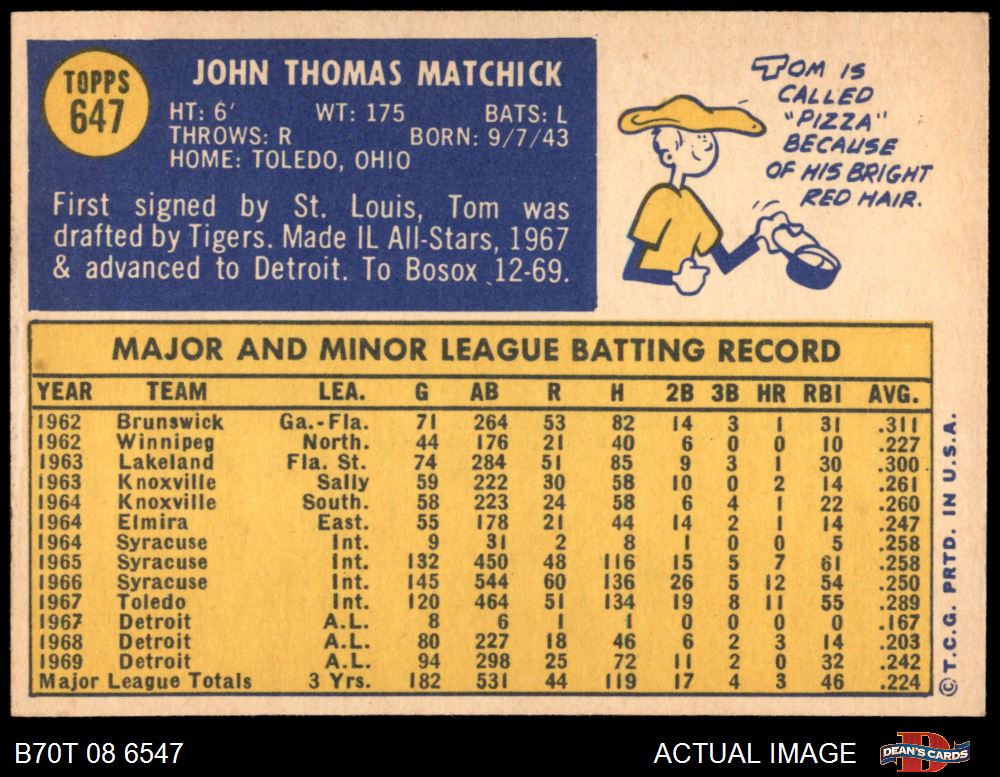 TOPPS
647
JOHN THOMAS MATCHICK
HT: 6' WT: 175 BATS: L
THROWS: R BORN: 9/7/43
HOME: TOLEDO, OHIO
First signed by St. Louis, Tom was
drafted by Tigers. Made IL All-Stars, 1967
& advanced to Detroit. To Bosox 12-69.
TOM IS
CALLED
"PIZZA"
BECAUSE
OF HIS BRIGHT
RED HAIR.
MAJOR AND MINOR LEAGUE BATTING RECORD
YEAR TEAM LEA. G AB R H 2B 3B HR RBI AVG.
1962 Brunswick Ga.-Fla. 71 264 53 82 14 3 1 31 .311
1962 Winnipeg North. 44 176 21 40 6 0 0 10 .227
1963 Lakeland Fla. St. 74 284 51 85 9 3 1 30 .300
1963 Knoxville Sally 59 222 30 58 10 0 2 14 .261
1964 Knoxville South. 58 223 24 58 6 4 1 22 .260
1964 Elmira East. 55 178 21 44 14 2 1 14 .247
1964 Syracuse Int. 9 31 2 8 1 0 0 5 .258
1965 Syracuse Int. 132 450 48 116 15 5 7 61 .258
1966 Syracuse Int. 145 544 60 136 26 5 12 54 .250
1967 Toledo Int. 120 464 51 134 19 8 11 55 .289
1967 Detroit A.L. 8 6 1 1 0 0 0 0 .167
1968 Detroit A.L. 80 227 18 46 6 2 3 14 .203
1969 Detroit A.L. 94 298 25 72 11 2 0 32 .242
Major League Totals 3 Yrs. 182 531 44 119 17 4 3 46 .224
© T.C.G. PRTD. IN U.S.A.
B70T 08 6547 ACTUAL IMAGE
DEAN'S CARDS